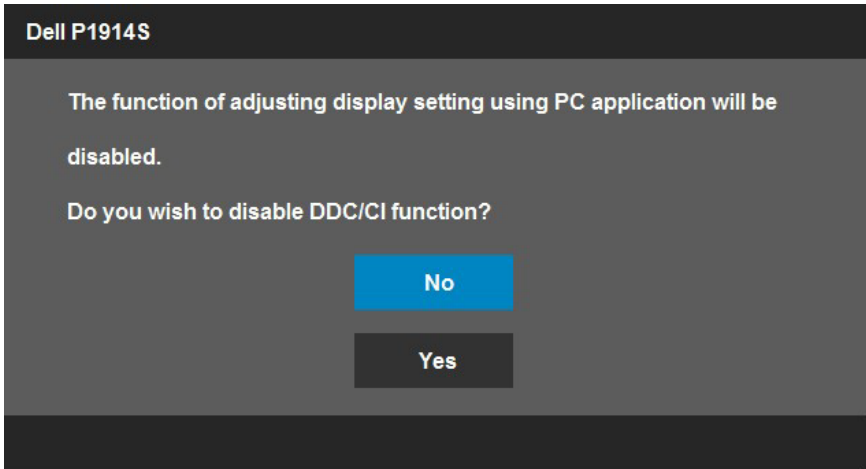 Dell P1914S
The function of adjusting display setting using PC application will be
disabled.
Do you wish to disable DDC/CI function?
No
Yes